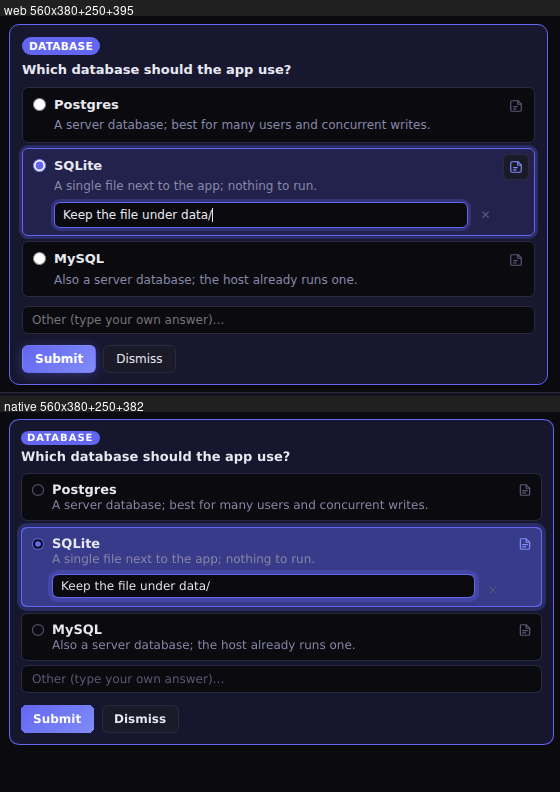 web 560x380+250+395
DATABASE
Which database should the app use?
Postgres
A server database; best for many users and concurrent writes.
SQLite
A single file next to the app; nothing to run.
Keep the file under data/
×
MySQL
Also a server database; the host already runs one.
Other (type your own answer)...
Submit Dismiss
native 560x380+250+382
DATABASE
Which database should the app use?
Postgres
A server database; best for many users and concurrent writes.
SQLite
A single file next to the app; nothing to run.
Keep the file under data/
×
MySQL
Also a server database; the host already runs one.
Other (type your own answer)...
Submit Dismiss